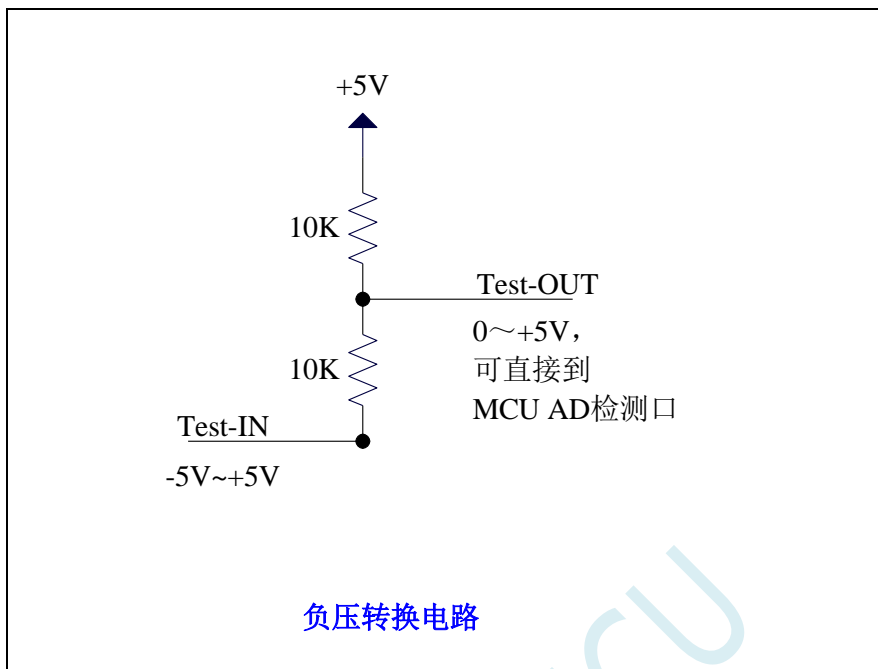 +5V
10K
Test-OUT
0～+5V，
可直接到
MCU AD检测口
10K
Test-IN
-5V~+5V
负压转换电路
CU